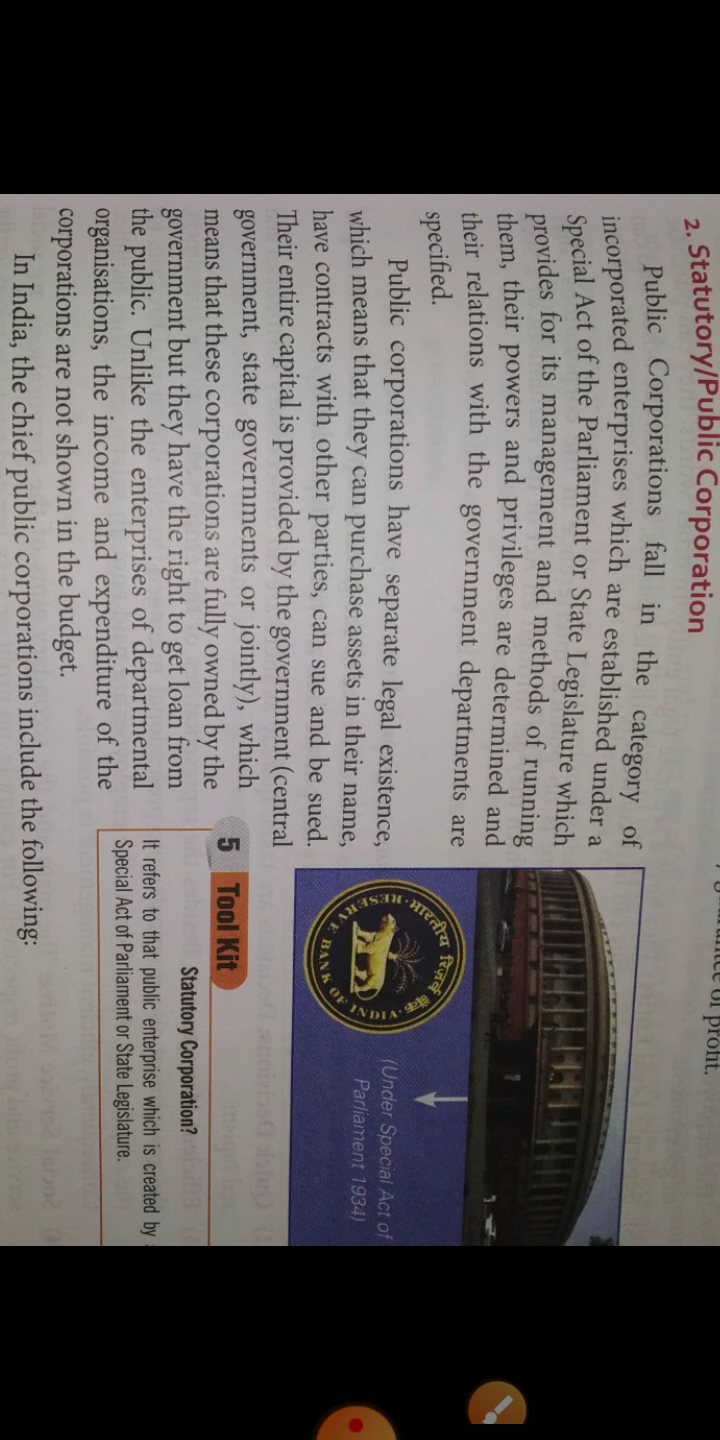 2. Statutory/Public Corporation
Public Corporations fall in the category of
incorporated enterprises which are established under a
Special Act of the Parliament or State Legislature which
provides for its management and methods of running
them, their powers and privileges are determined and
their relations with the government departments are
specified.
Public corporations have separate legal existence,
which means that they can purchase assets in their name,
have contracts with other parties, can sue and be sued.
Their entire capital is provided by the government (central
government, state governments or jointly), which
means that these corporations are fully owned by the
government but they have the right to get loan from
the public. Unlike the enterprises of departmental
organisations, the income and expenditure of the
corporations are not shown in the budget.
In India, the chief public corporations include the following:
of profit.
(Under Special Act of
Parliament 1934)
भारतीय रिज़र्व बैंक
RESERVE BANK OF INDIA
5 Tool Kit
Statutory Corporation?
It refers to that public enterprise which is created by
Special Act of Parliament or State Legislature.